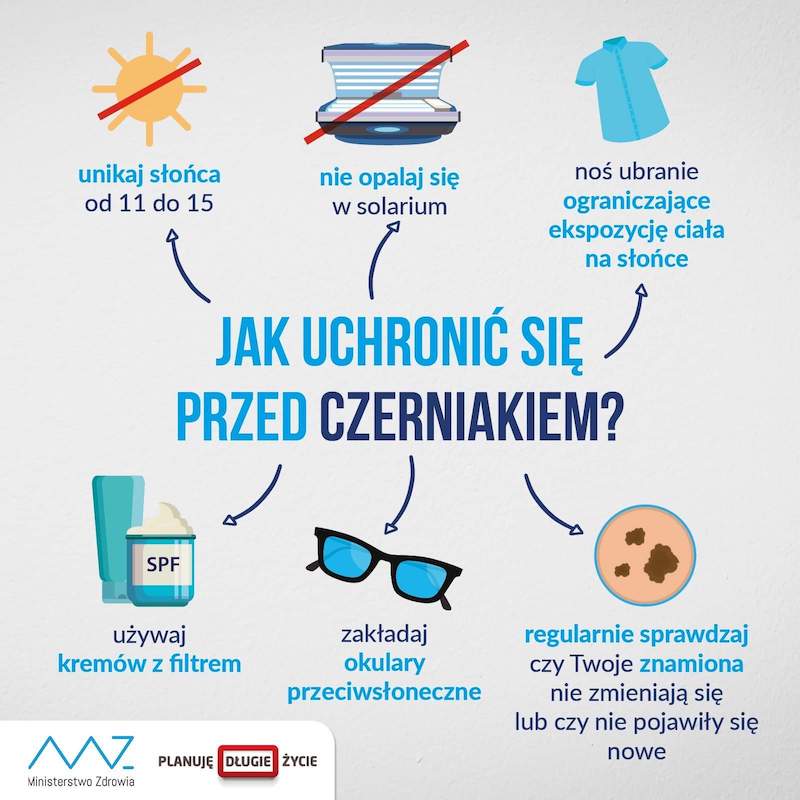 unikaj słońca
od 11 do 15
nie opalaj się
w solarium
noś ubranie
ograniczające
ekspozycję ciała
na słońce
JAK UCHRONIĆ SIĘ
PRZED CZERNIAKIEM?
SPF
używaj
kremów z filtrem
zakładaj
okulary
przeciwsłoneczne
regularnie sprawdzaj
czy Twoje znamiona
nie zmieniają się
lub czy nie pojawiły się
nowe
MZ
Ministerstwo Zdrowia
PLANUJĘ DŁUGIE ŻYCIE